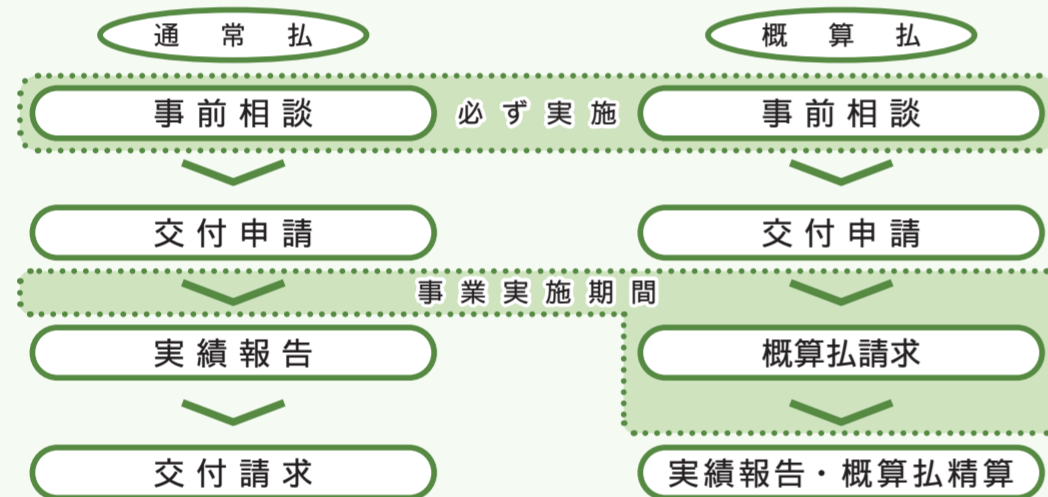 通常払
概算払
事前相談
必ず実施
事前相談
交付申請
交付申請
事業実施期間
実績報告
概算払請求
交付請求
実績報告・概算払精算